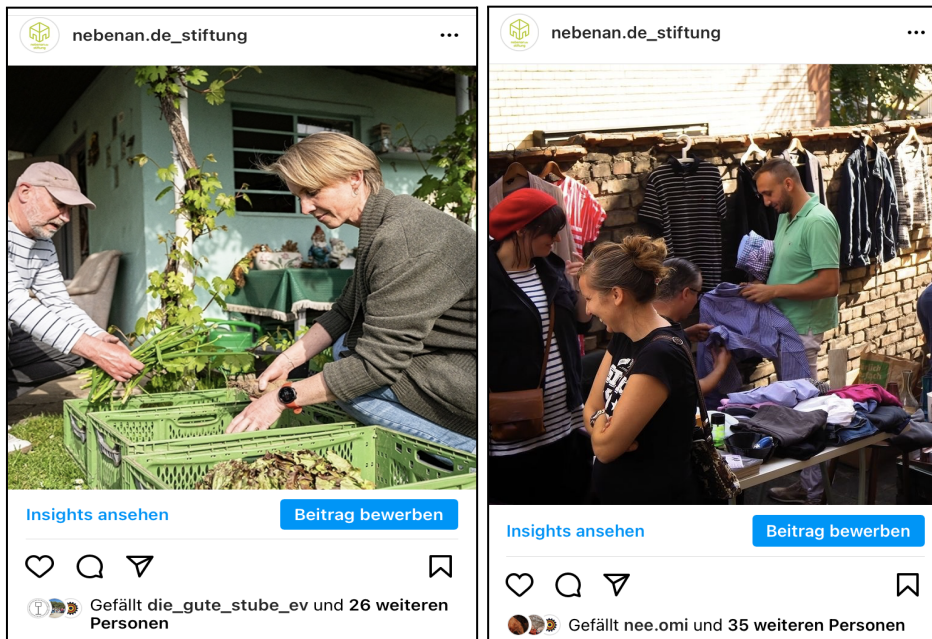 nebenan.de_stiftung
Insights ansehen
Beitrag bewerben
Gefällt die_gute_stube_ev und 26 weiteren
Personen
nebenan.de_stiftung
Insights ansehen
Beitrag bewerben
Gefällt nee.omi und 35 weiteren Personen